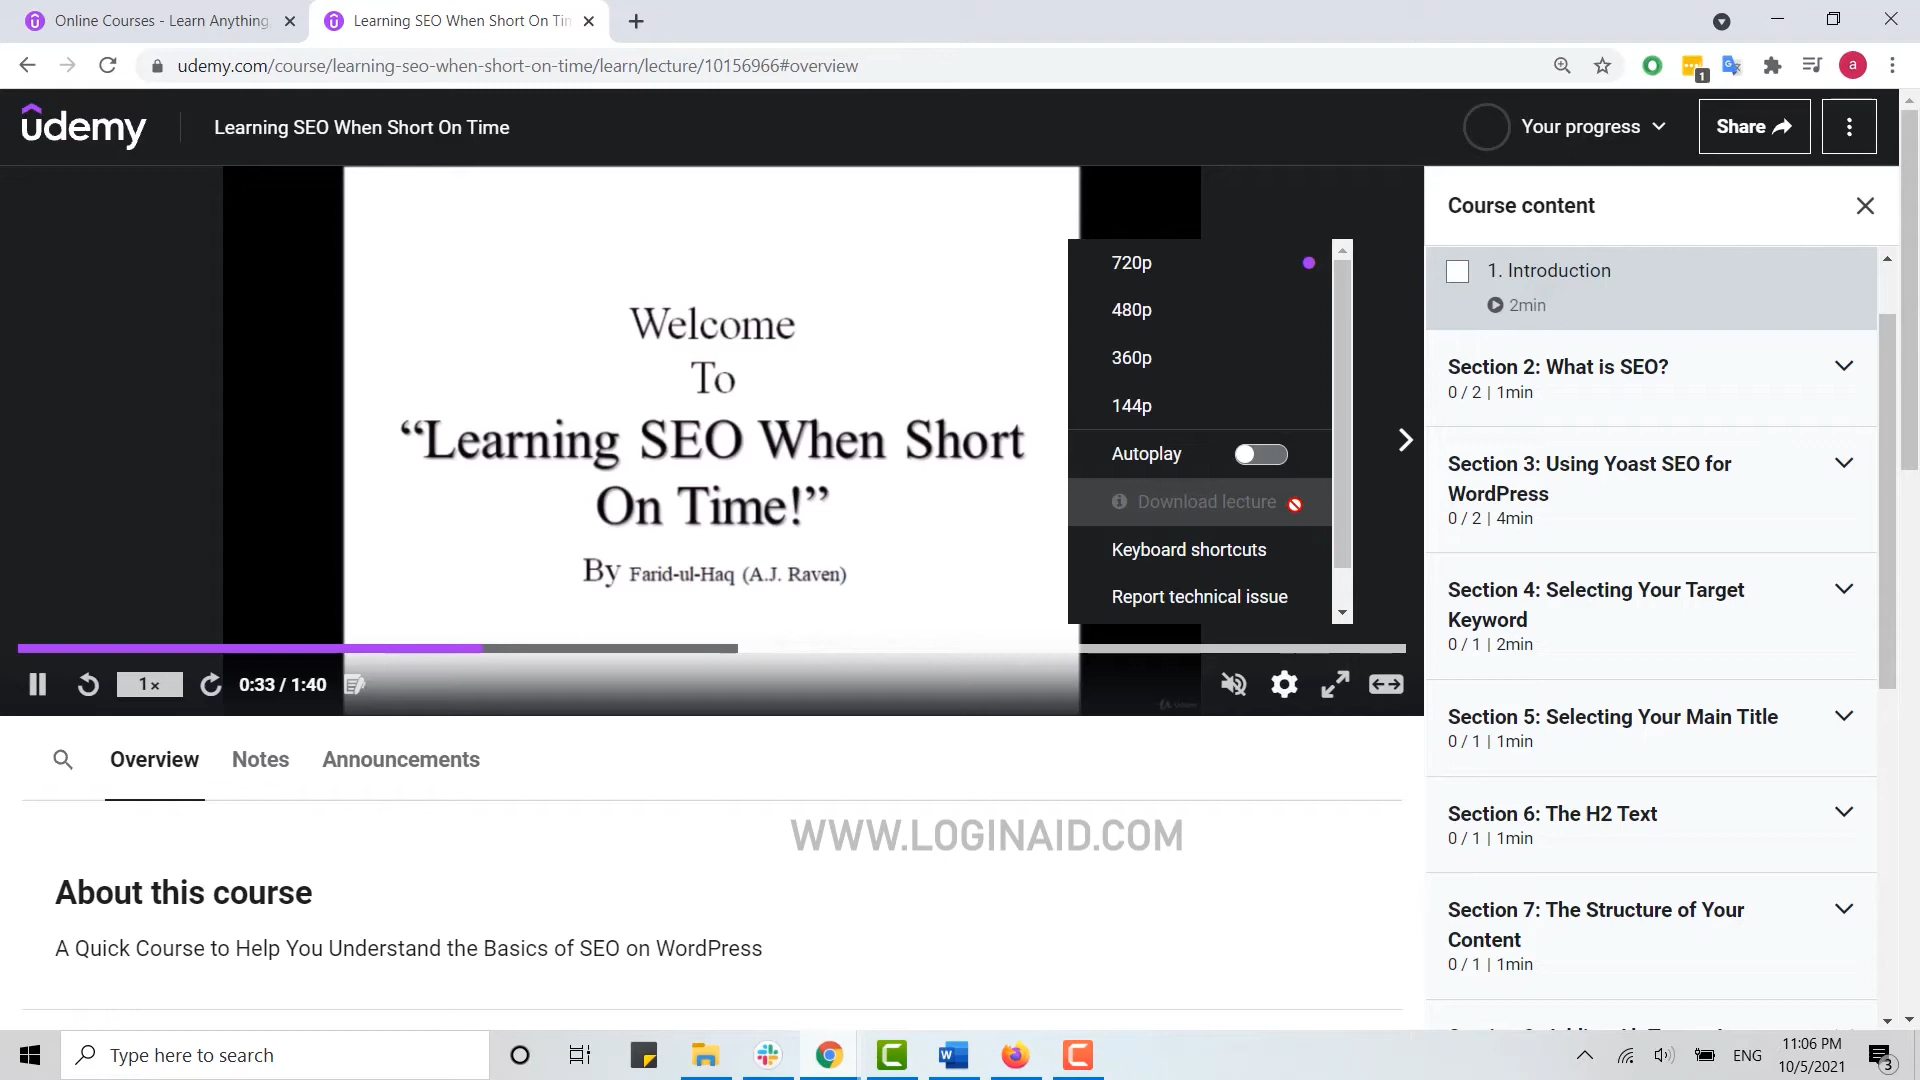 Online Courses - Learn Anything
Learning SEO When Short On Tim
udemy.com/course/learning-seo-when-short-on-time/learn/lecture/10156966#overview
1
a
udemy
Learning SEO When Short On Time
Your progress
Share
Welcome
To
“Learning SEO When Short
On Time!”
By Farid-ul-Haq (A.J. Raven)
720p
480p
360p
144p
Autoplay
Download lecture
Keyboard shortcuts
Report technical issue
1×
0:33 / 1:40
Udemy
Course content
1. Introduction
2min
Section 2: What is SEO?
0 / 2 | 1min
Section 3: Using Yoast SEO for
WordPress
0 / 2 | 4min
Section 4: Selecting Your Target
Keyword
0 / 1 | 2min
Section 5: Selecting Your Main Title
0 / 1 | 1min
Section 6: The H2 Text
0 / 1 | 1min
Section 7: The Structure of Your
Content
0 / 1 | 1min
Overview
Notes
Announcements
WWW.LOGINAID.COM
About this course
A Quick Course to Help You Understand the Basics of SEO on WordPress
Type here to search
ENG
11:06 PM
10/5/2021
3